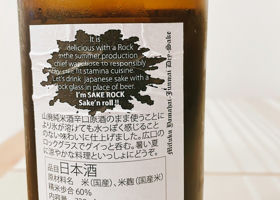 It is
delicious with a Rock
in the summer production
chief warehouse to responsibly
stamina cuisine.
Let's drink japanese sake with a
rock glass in place of beer.
I'm SAKE ROCK
Sake'n roll !!
山廃純米酒辛口原酒のまま使うことに
より氷が溶けても水っぽく感じること
のない味わいに仕上げました。広口の
ロックグラスでグイっと呑む。暑い夏
に爽やかな料理といっしょにどうぞ。
品目 日本酒
原材料名 米（国産）、米麹（国産米）
精米歩合 60%
Yamahai Junmai Dry-Sake